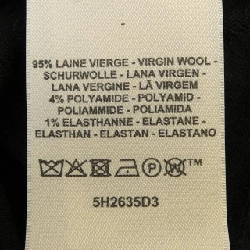 95% LAINE VIERGE - VIRGIN WOOL -
SCHURWOLLE - LANA VIRGEN -
LANA VERGINE - LÃ VIRGEM
4% POLYAMIDE - POLYAMID -
POLIAMMIDE - POLIAMIDA
1% ELASTHANNE - ELASTANE -
ELASTHAN - ELASTAN - ELASTANO
P W ™
5H2635D3